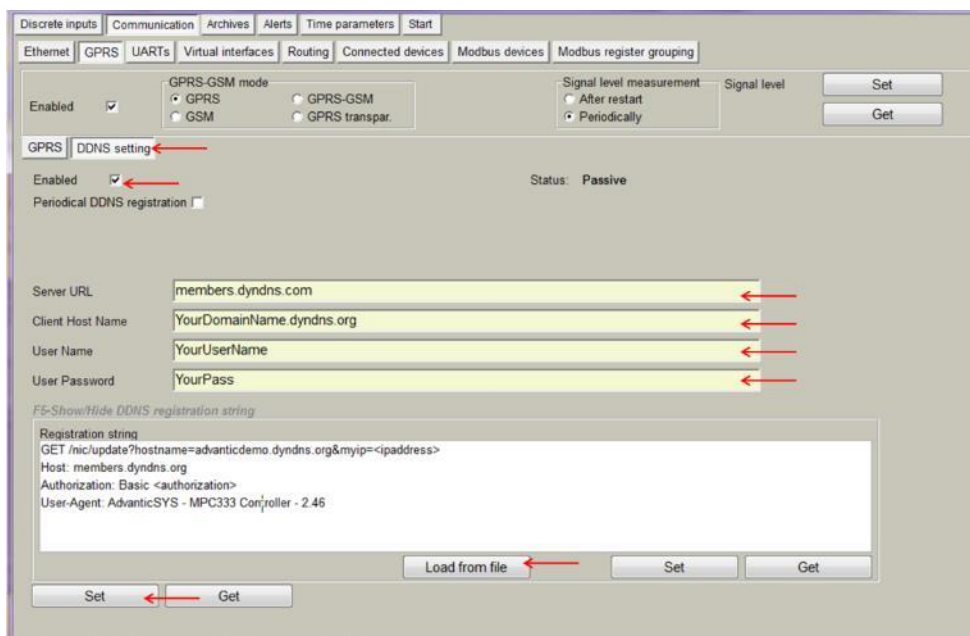 Discrete inputs Communication Archives Alerts Time parameters Start
Ethernet GPRS UARTs Virtual interfaces Routing Connected devices Modbus devices Modbus register grouping
GPRS-GSM mode Signal level measurement Signal level Set
Enabled GPRS GPRS-GSM After restart
GSM GPRS transpar. Periodically Get
GPRS DDNS setting
Enabled Status: Passive
Periodical DDNS registration
Server URL members.dyndns.com
Client Host Name YourDomainName.dyndns.org
User Name YourUserName
User Password YourPass
F5-Show/Hide DDNS registration string
Registration string
GET /nic/update?hostname=advanticdemo.dyndns.org&myip=<ipaddress>
Host: members.dyndns.org
Authorization: Basic <authorization>
User-Agent: AdvanticSYS - MPC333 Controller - 2.46
Load from file Set Get
Set Get